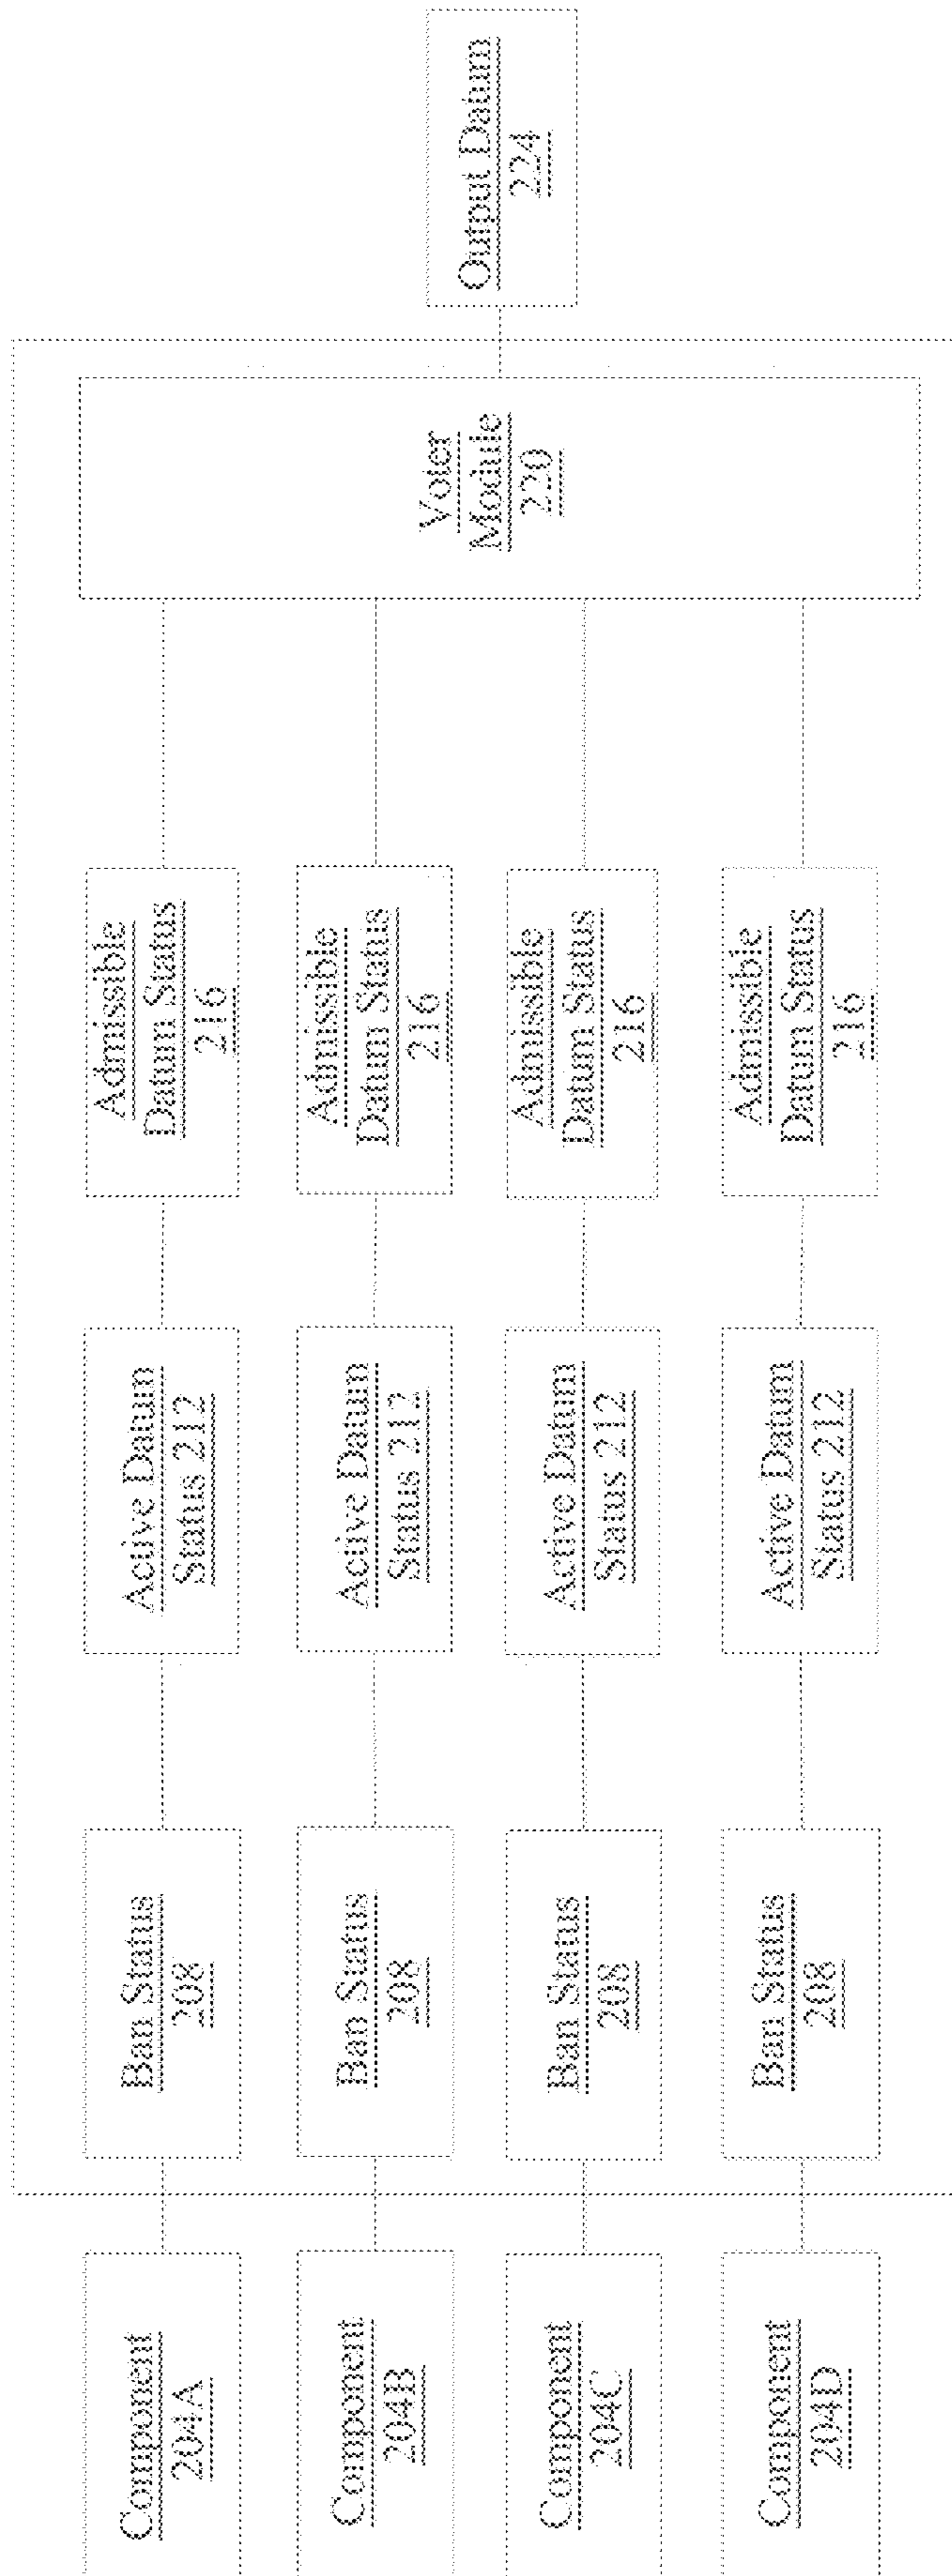 Component
204A
Ban Status
208
Active Datum
Status 212
Admissible
Datum Status
216
Component
204B
Ban Status
208
Active Datum
Status 212
Admissible
Datum Status
216
Component
204C
Ban Status
208
Active Datum
Status 212
Admissible
Datum Status
216
Component
204D
Ban Status
208
Active Datum
Status 212
Admissible
Datum Status
216
Voter
Module
220
Output Datum
224